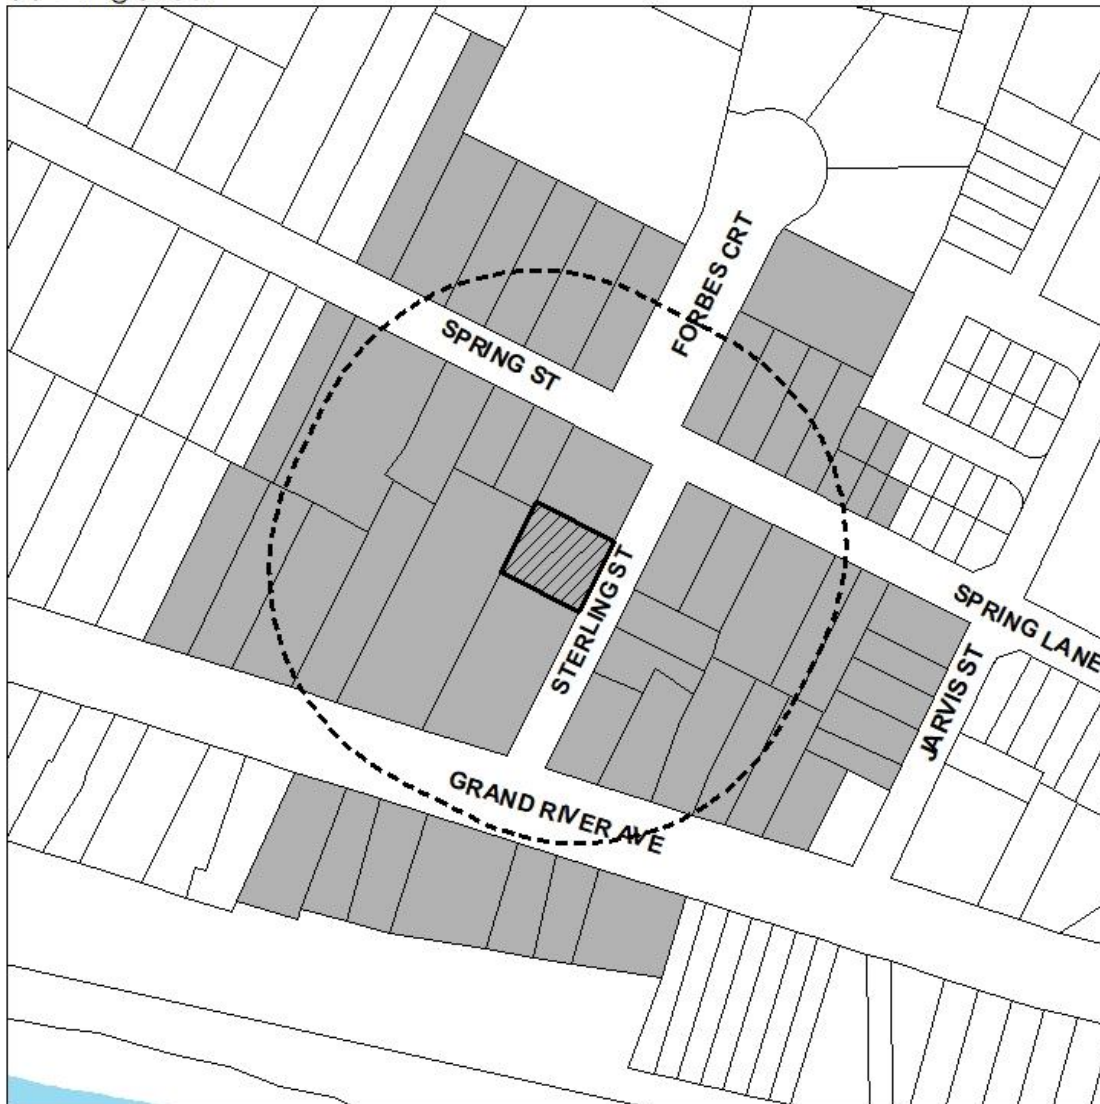 FORBES CRT
SPRING ST
STERLING ST
SPRING LANE
JARVIS ST
GRAND RIVER AVE